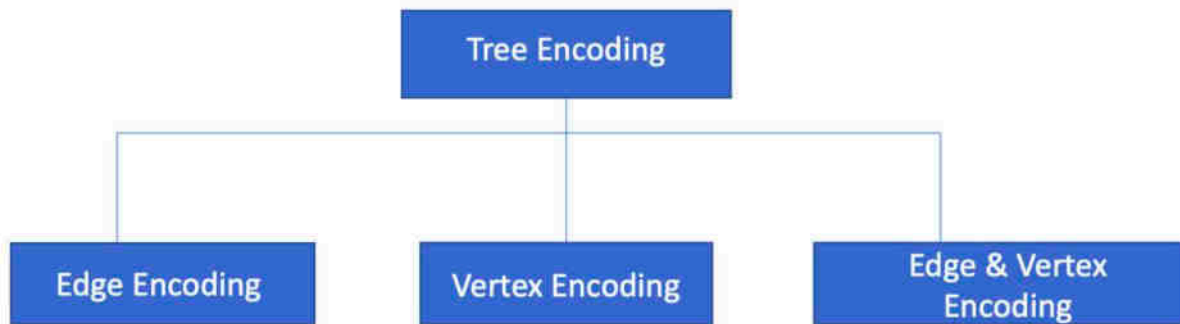 Tree Encoding
Edge Encoding
Vertex Encoding
Edge & Vertex
Encoding